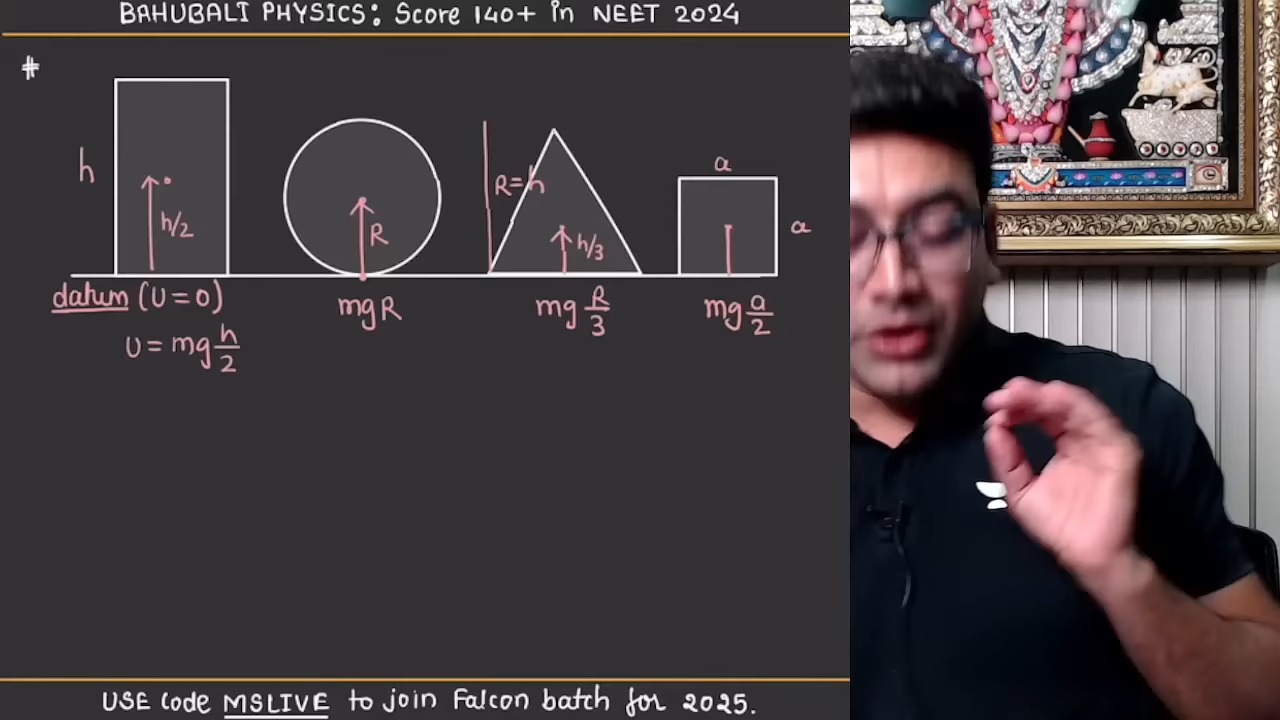 BAHUBALI PHYSICS: Score 140+ in NEET 2024
#
h
h/2
R
R=h
h/3
a
a
datum (U=0)
U = mg h/2
mgR
mg R/3
mg a/2
USE Code MSLIVE to join Falcon batch for 2025.